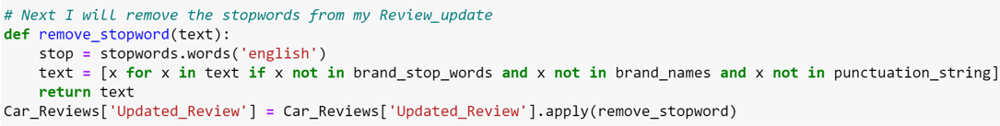 # Next I will remove the stopwords from my Review_update
def remove_stopword(text):
    stop = stopwords.words('english')
    text = [x for x in text if x not in brand_stop_words and x not in brand_names and x not in punctuation_string]
    return text
Car_Reviews['Updated_Review'] = Car_Reviews['Updated_Review'].apply(remove_stopword)